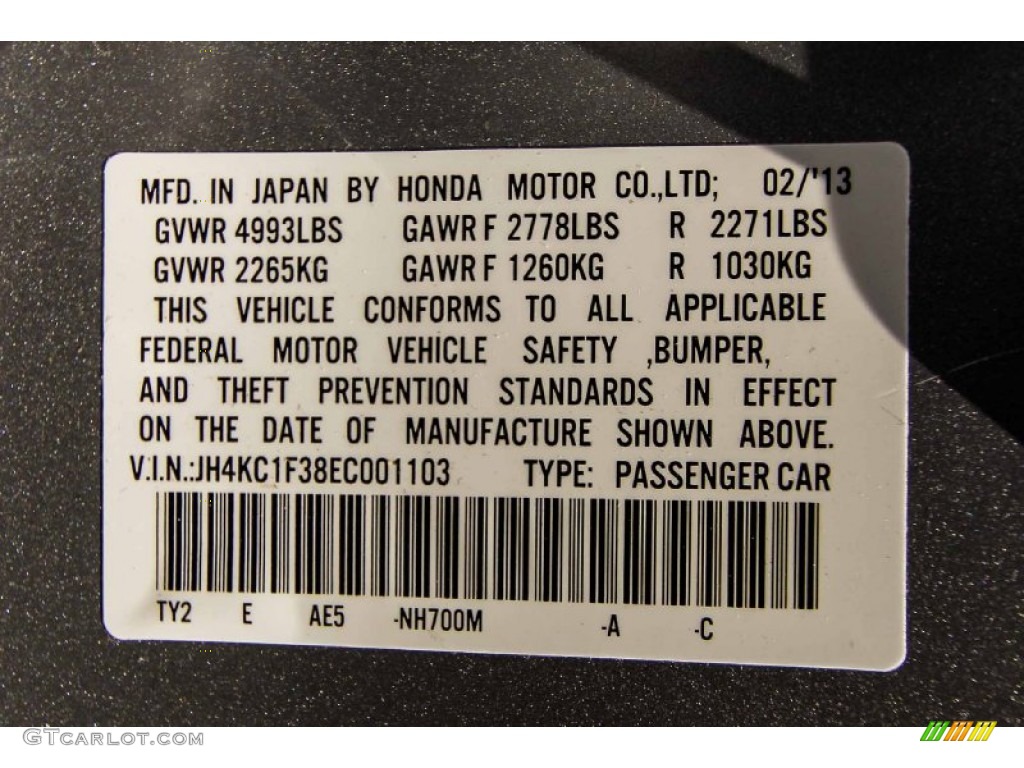 MFD. IN JAPAN BY HONDA MOTOR CO.,LTD; 02/'13
GVWR 4993LBS GAWR F 2778LBS R 2271LBS
GVWR 2265KG GAWR F 1260KG R 1030KG
THIS VEHICLE CONFORMS TO ALL APPLICABLE
FEDERAL MOTOR VEHICLE SAFETY ,BUMPER,
AND THEFT PREVENTION STANDARDS IN EFFECT
ON THE DATE OF MANUFACTURE SHOWN ABOVE.
V.I.N.:JH4KC1F38EC001103 TYPE: PASSENGER CAR
TY2 E AE5 -NH700M -A -C
GTcarlot.com